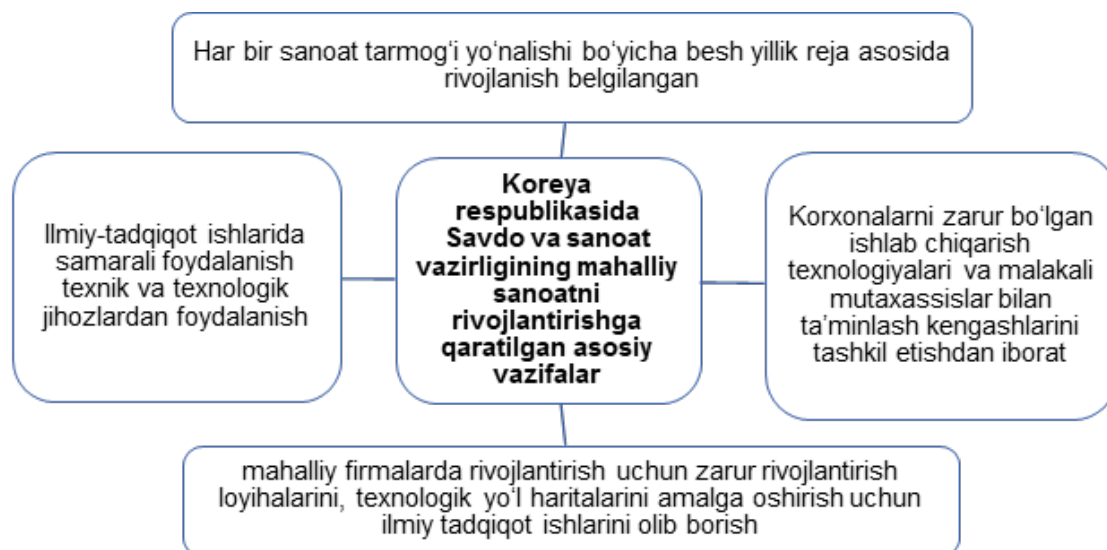 Har bir sanoat tarmog‘i yo‘nalishi bo‘yicha besh yillik reja asosida
rivojlanish belgilangan
Ilmiy-tadqiqot ishlarida
samarali foydalanish
texnik va texnologik
jihozlardan foydalanish
Koreya
respublikasida
Savdo va sanoat
vazirligining mahalliy
sanoatni
rivojlantirishga
qaratilgan asosiy
vazifalar
Korxonalarni zarur bo‘lgan
ishlab chiqarish
texnologiyalari va malakali
mutaxassislar bilan
ta’minlash kengashlarini
tashkil etishdan iborat
mahalliy firmalarda rivojlantirish uchun zarur rivojlantirish
loyihalarini, texnologik yo‘l haritalarini amalga oshirish uchun
ilmiy tadqiqot ishlarini olib borish